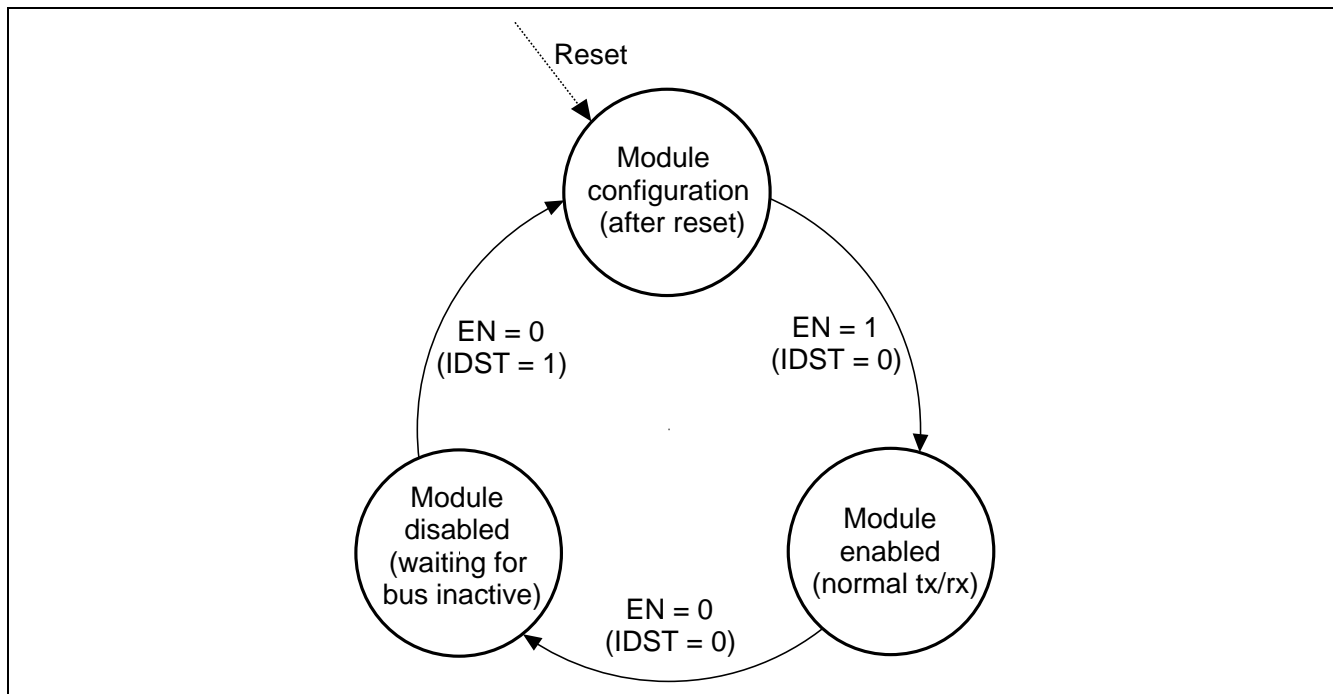 Reset
Module
configuration
(after reset)
EN = 0
(IDST = 1)
EN = 1
(IDST = 0)
Module
disabled
(waiting for
bus inactive)
Module
enabled
(normal tx/rx)
EN = 0
(IDST = 0)